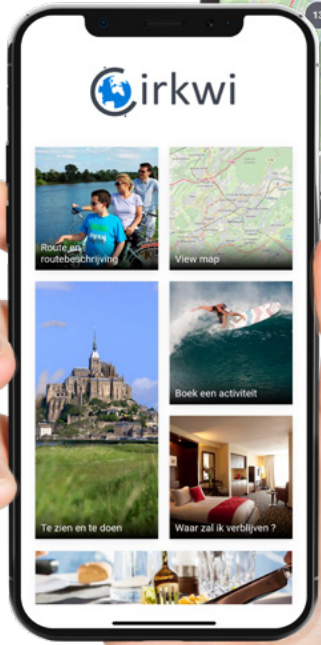 Cirkwi
Route en
routebeschrijving
View map
Boek een activiteit
Te zien en te doen
Waar zal ik verblijven ?